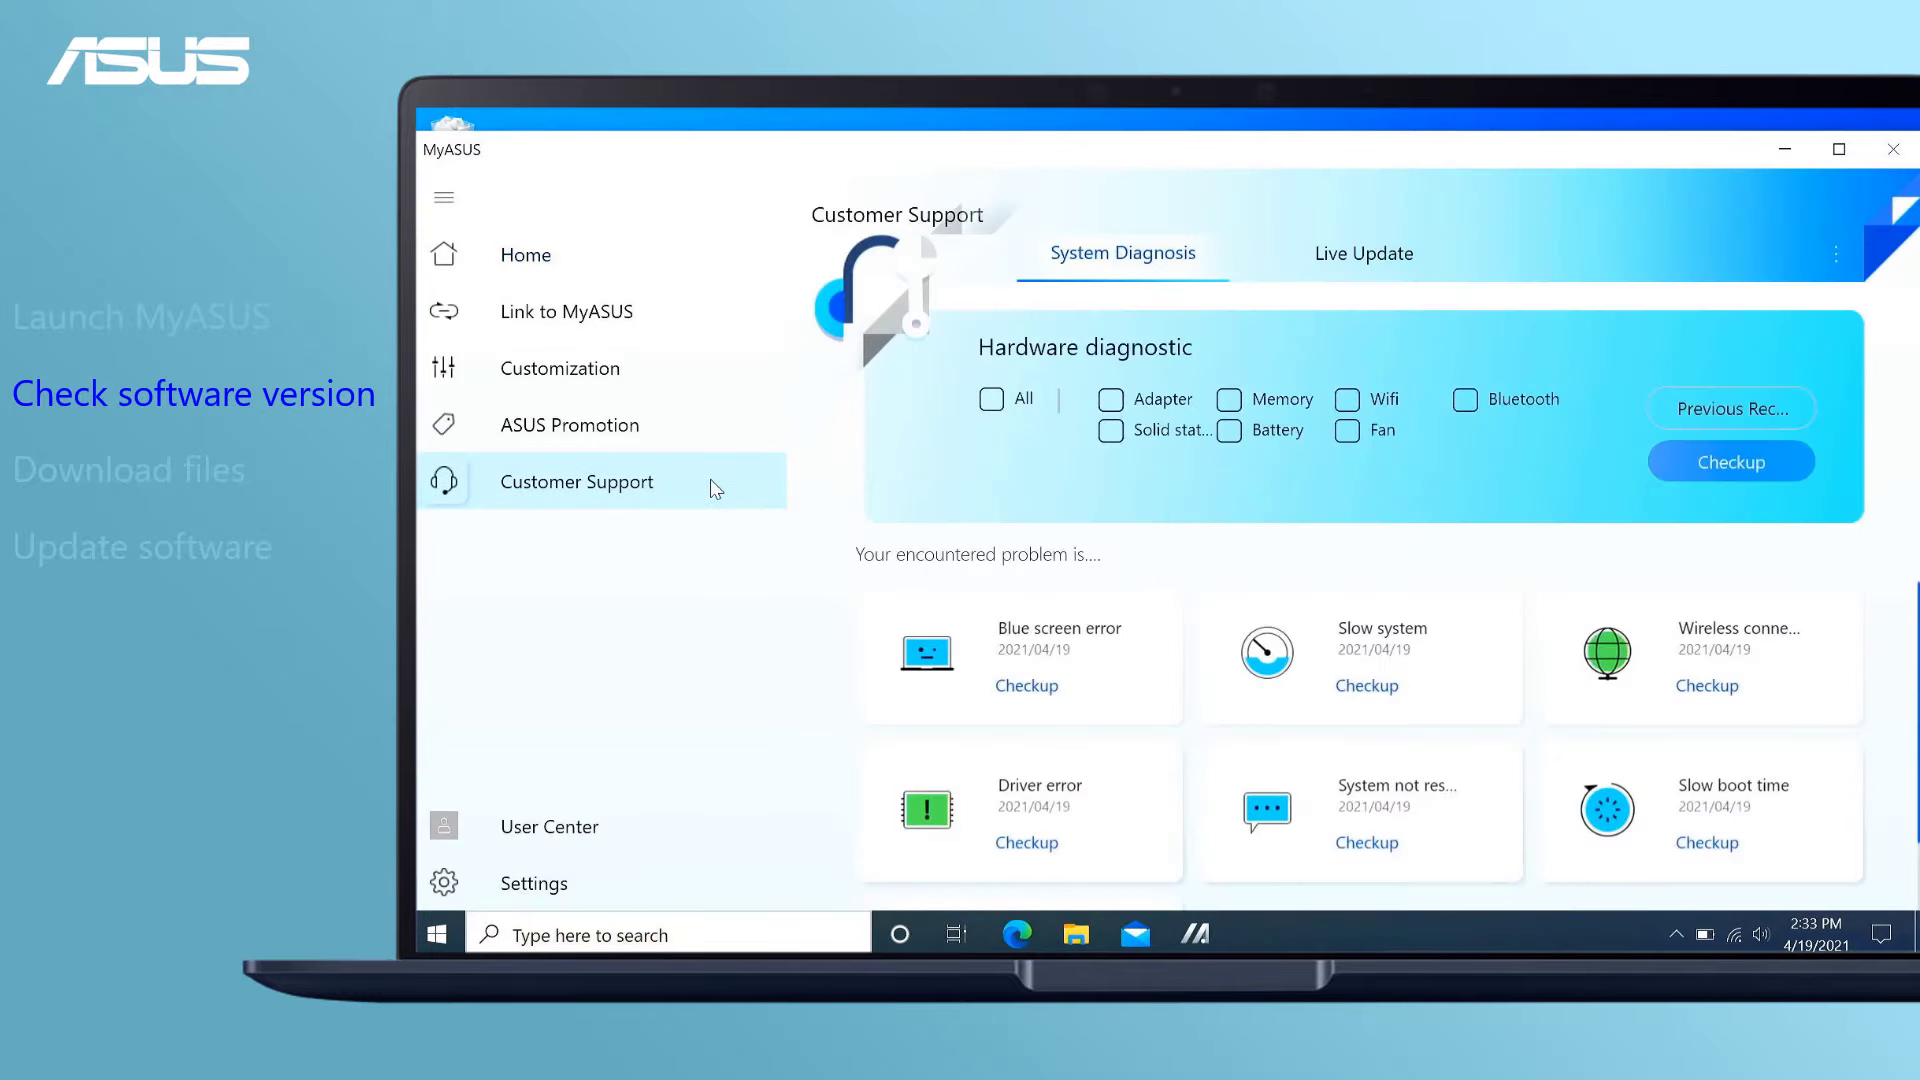 ASUS
Launch MyASUS
Check software version
Download files
Update software
MyASUS
Home
Link to MyASUS
Customization
ASUS Promotion
Customer Support
User Center
Settings
Customer Support
System Diagnosis
Live Update
Hardware diagnostic
All
Adapter
Memory
Wifi
Bluetooth
Solid stat...
Battery
Fan
Previous Rec...
Checkup
Your encountered problem is....
Blue screen error
2021/04/19
Checkup
Slow system
2021/04/19
Checkup
Wireless conne...
2021/04/19
Checkup
Driver error
2021/04/19
Checkup
System not res...
2021/04/19
Checkup
Slow boot time
2021/04/19
Checkup
Type here to search
2:33 PM
4/19/2021